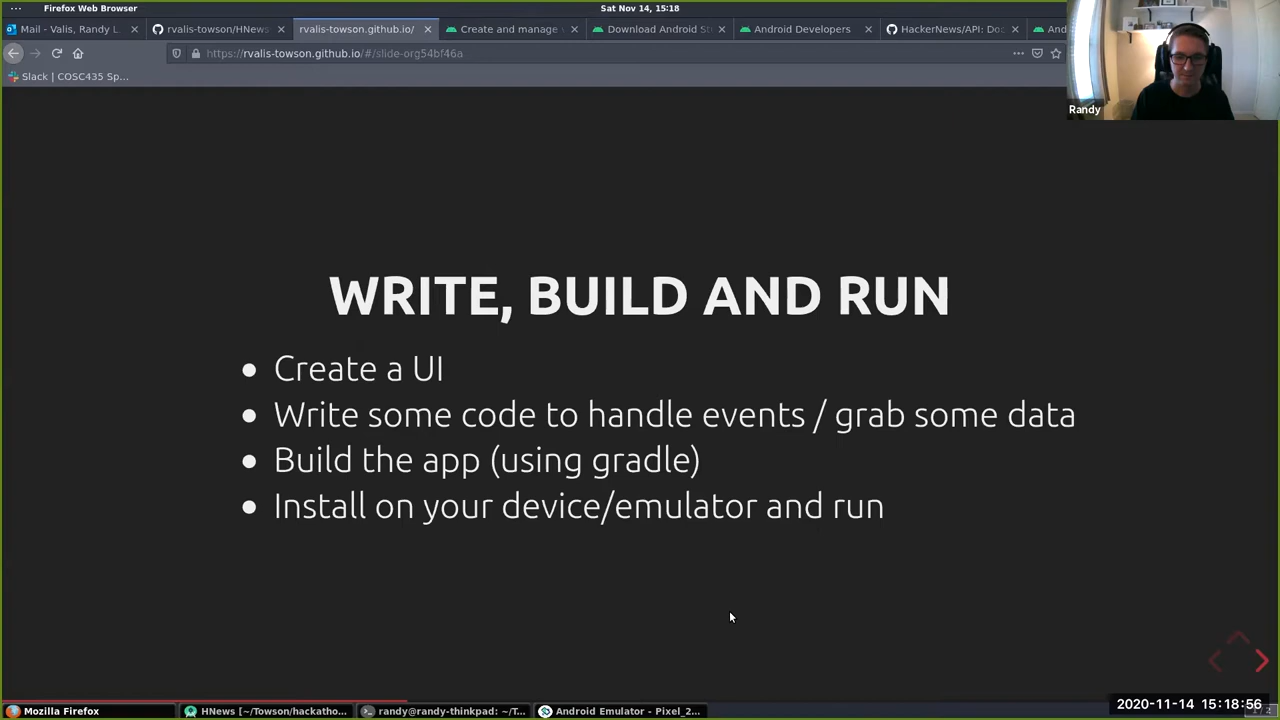 Firefox Web Browser
Sat Nov 14, 15:18
Mail - Valis, Randy L
rvalis-towson/HNews
rvalis-towson.github.io/
Create and manage v
Download Android St
Android Developers
HackerNews/API: Doc
And
https://rvalis-towson.github.io/#/slide-org54bf46a
Slack | COSC435 Sp...
Randy
WRITE, BUILD AND RUN
• Create a UI
• Write some code to handle events / grab some data
• Build the app (using gradle)
• Install on your device/emulator and run
Mozilla Firefox
HNews [~/Towson/hackatho...
randy@randy-thinkpad: ~/T...
Android Emulator - Pixel_2...
2020-11-14 15:18:56